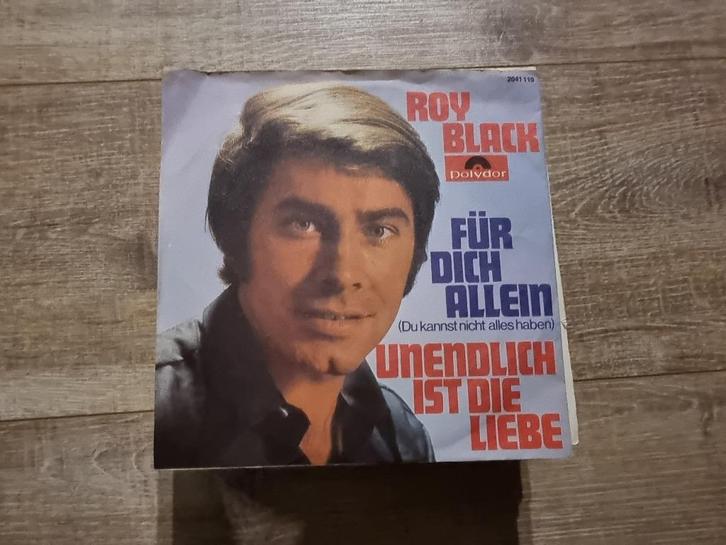 2041 119
ROY
BLACK
Polydor
FÜR
DICH
ALLEIN
(Du kannst nicht alles haben)
UNENDLICH
IST DIE
LIEBE